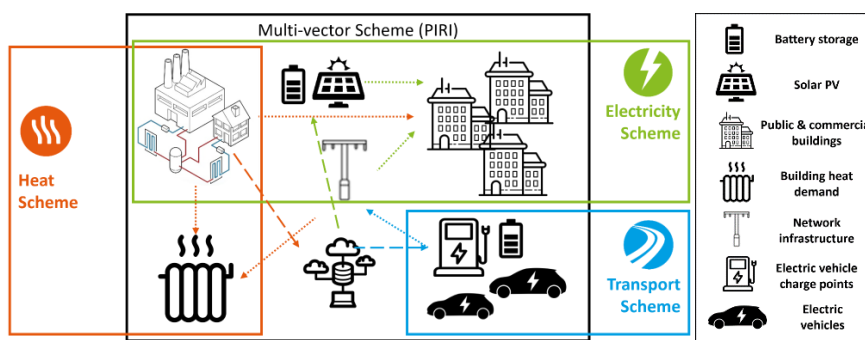 Multi-vector Scheme (PIRI)
Heat
Scheme
Electricity
Scheme
Transport
Scheme
Battery storage
Solar PV
Public & commercia
buildings
Building heat
demand
Network
infrastructure
Electric vehicle
charge points
Electric
vehicles